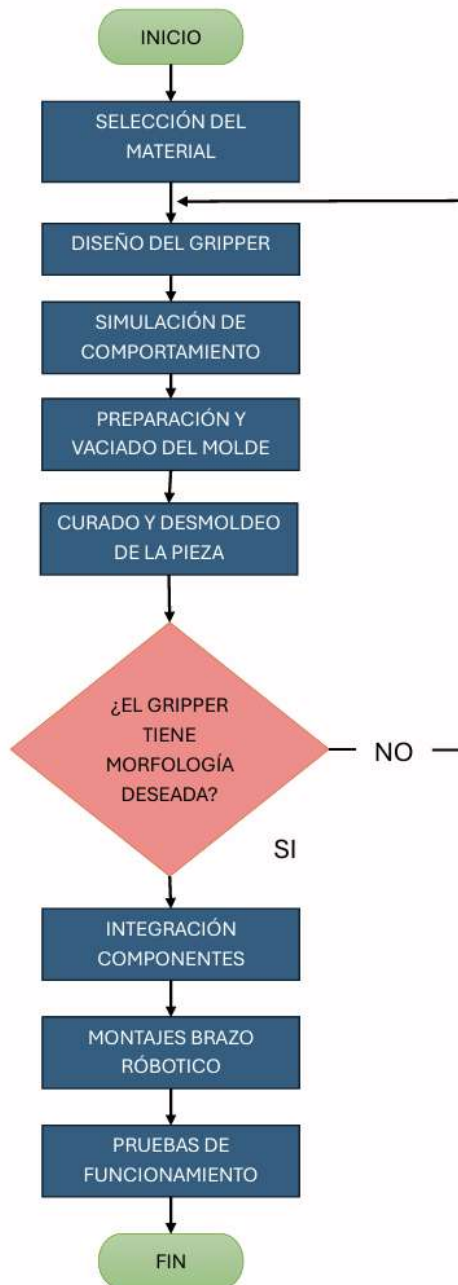 INICIO
SELECCIÓN DEL
MATERIAL
DISEÑO DEL GRIPPER
SIMULACIÓN DE
COMPORTAMIENTO
PREPARACIÓN Y
VACIADO DEL MOLDE
CURADO Y DESMOLDEO
DE LA PIEZA
¿EL GRIPPER
TIENE
MORFOLOGÍA
DESEADA?
NO
SI
INTEGRACIÓN
COMPONENTES
MONTAJES BRAZO
RÓBOTICO
PRUEBAS DE
FUNCIONAMIENTO
FIN